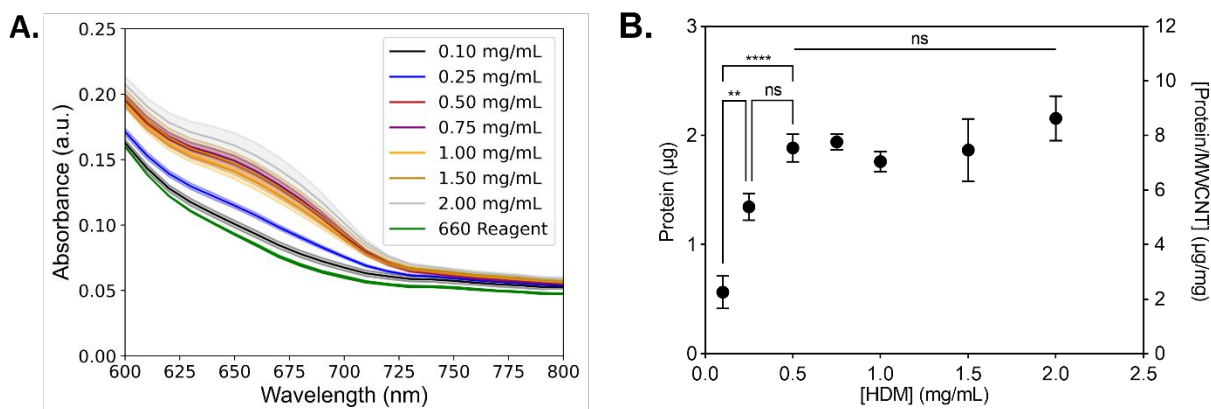 A.
0.25
0.20
0.15
0.10
0.05
0.00
Absorbance (a.u.)
600 625 650 675 700 725 750 775 800
Wavelength (nm)
0.10 mg/mL
0.25 mg/mL
0.50 mg/mL
0.75 mg/mL
1.00 mg/mL
1.50 mg/mL
2.00 mg/mL
660 Reagent
B.
3
2
1
0
Protein (μg)
0.0 0.5 1.0 1.5 2.0 2.5
[HDM] (mg/mL)
12
10
8
6
4
2
0
[Protein/MWCNT] (μg/mg)
ns
****
** ns